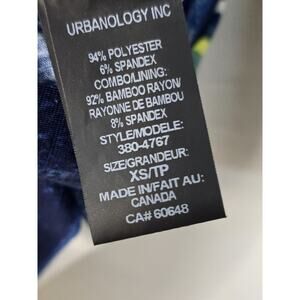 URBANOLOGY INC
94% POLYESTER
6% SPANDEX
COMBO/LINING:
92% BAMBOO RAYON/
RAYONNE DE BAMBOU
8% SPANDEX
STYLE/MODELE:
380-4767
SIZE/GRANDEUR:
XS/TP
MADE IN/FAIT AU:
CANADA
CA# 60648